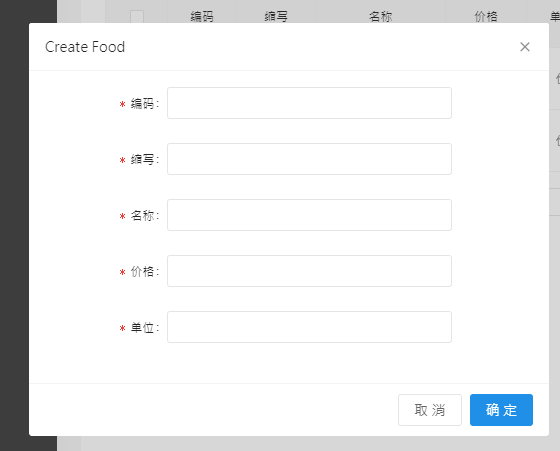 编码 缩写 名称 价格
Create Food
* 编码:
* 缩写:
* 名称:
* 价格:
* 单位:
取 消 确 定